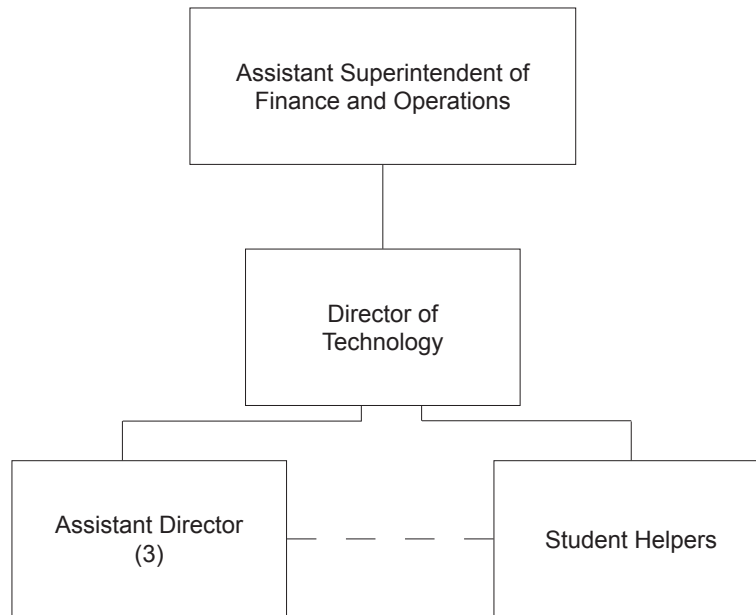 Assistant Superintendent of
Finance and Operations
Director of
Technology
Assistant Director
(3)
Student Helpers